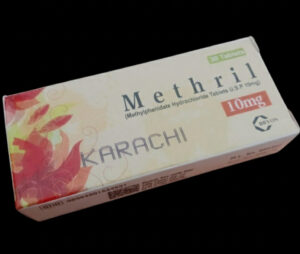 30 Tablets
Methril
(Methylphenidate Hydrochloride Tablets U.S.P 10mg)
10mg
KARACHI